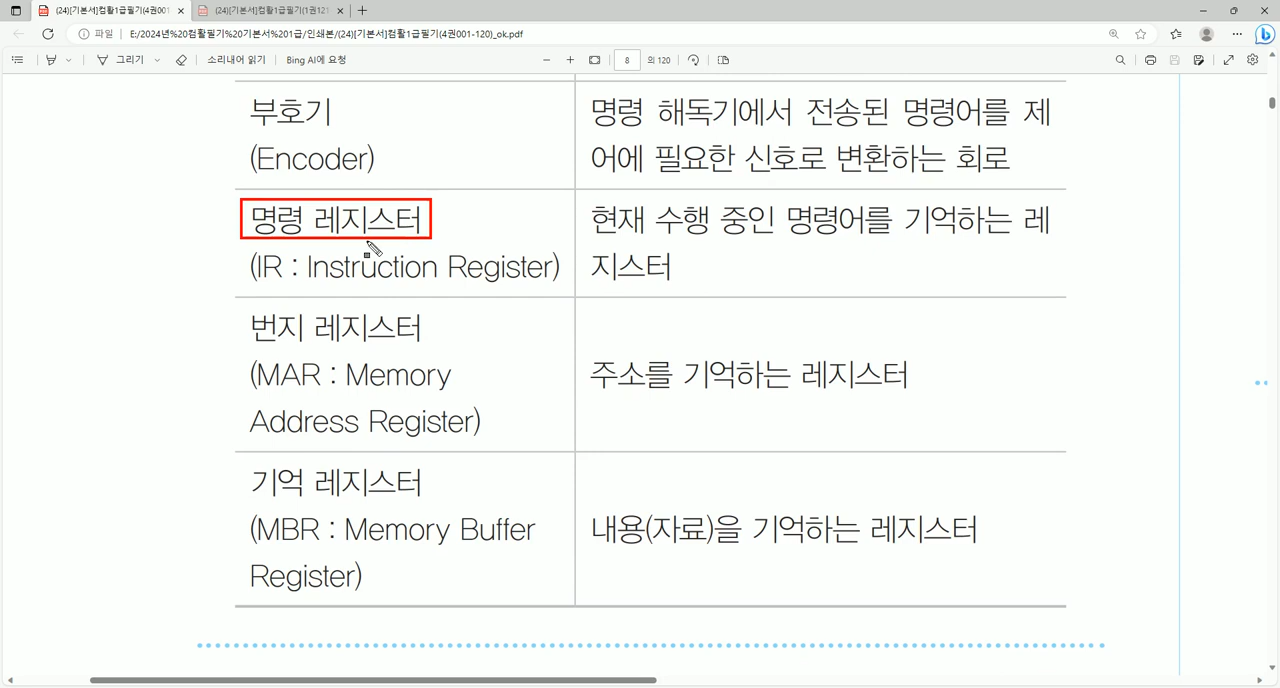 (24)[기본서]컴활1급필기(4권001
(24)[기본서]컴활1급필기(1권121
파일 E:/2024년%20컴활필기%20기본서%201급/인쇄본/(24)[기본서]컴활1급필기(4권001-120)_ok.pdf
그리기 소리내어 읽기 Bing AI에 요청 8 의 120
부호기
(Encoder)
명령 해독기에서 전송된 명령어를 제
어에 필요한 신호로 변환하는 회로
명령 레지스터
(IR : Instruction Register)
현재 수행 중인 명령어를 기억하는 레
지스터
번지 레지스터
(MAR : Memory
Address Register)
주소를 기억하는 레지스터
기억 레지스터
(MBR : Memory Buffer
Register)
내용(자료)을 기억하는 레지스터